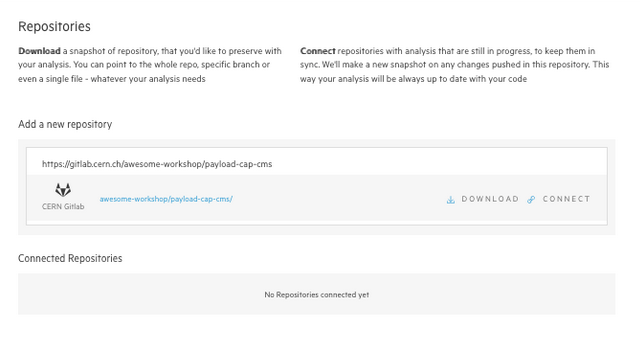 Repositories
Download a snapshot of repository, that you'd like to preserve with
your analysis. You can point to the whole repo, specific branch or
even a single file - whatever your analysis needs
Connect repositories with analysis that are still in progress, to keep them in
sync. We'll make a new snapshot on any changes pushed in this repository. This
way your analysis will be always up to date with your code
Add a new repository
https://gitlab.cern.ch/awesome-workshop/payload-cap-cms
CERN Gitlab
awesome-workshop/payload-cap-cms/
DOWNLOAD CONNECT
Connected Repositories
No Repositories connected yet